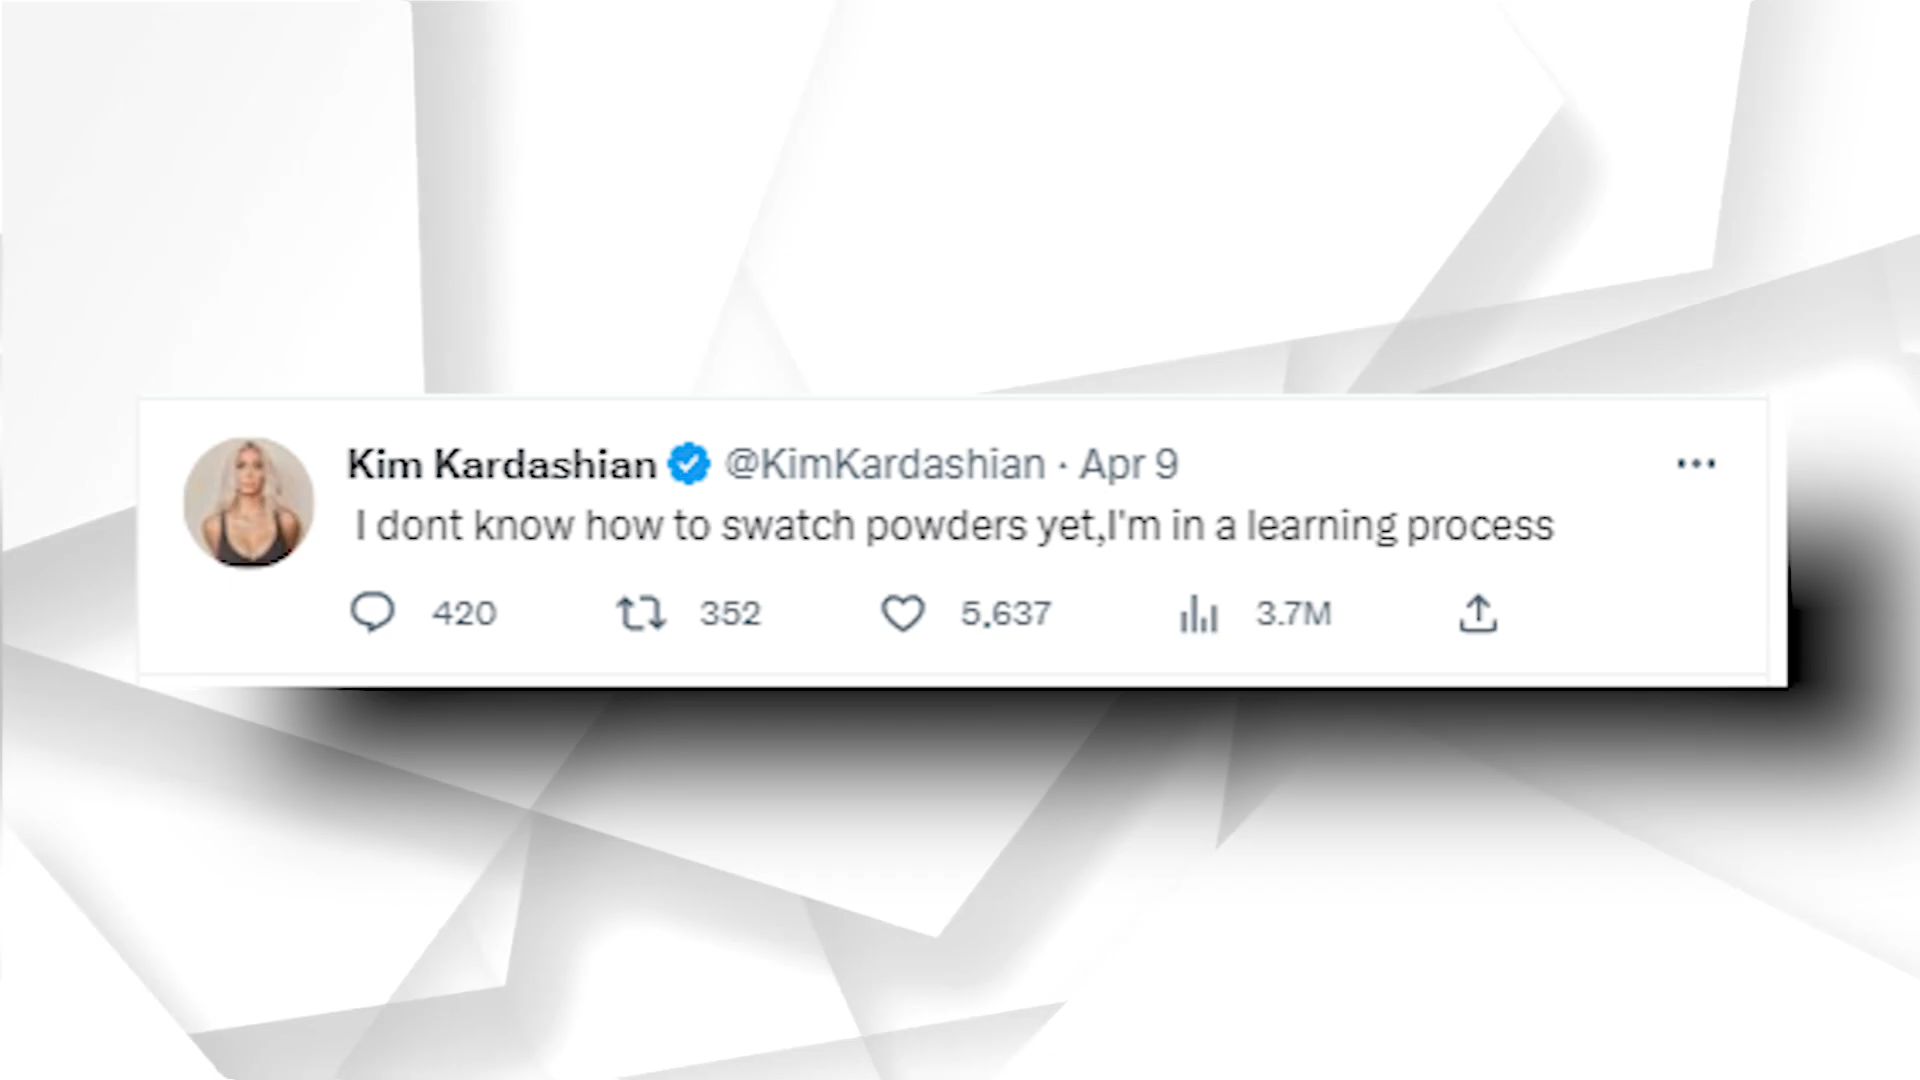 Kim Kardashian @KimKardashian · Apr 9
I dont know how to swatch powders yet,I'm in a learning process
420 352 5,637 3.7M